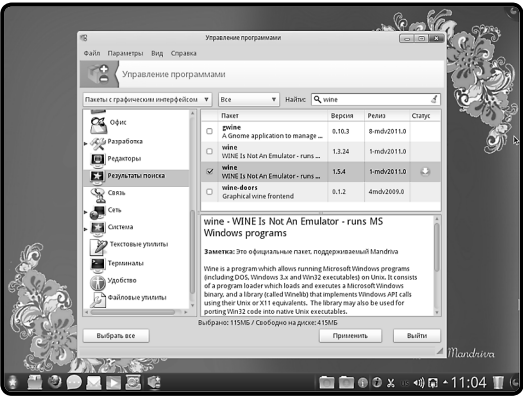 Управление программами
Файл Параметры Вид Справка
Управление программами
Пакеты с графическим интерфейсом Все Найти: wine
Пакет Версия Релиз Статус
gwine
A Gnome application to manage ... 0.10.3 8-mdv2011.0
wine
WINE Is Not An Emulator - runs ... 1.3.24 1-mdv2011.0
wine
WINE Is Not An Emulator - runs ... 1.5.4 1-mdv2011.0
wine-doors
Graphical wine frontend 0.1.2 4mdv2009.0
Офис
Разработка
Редакторы
Результаты поиска
Связь
Сеть
Система
Текстовые утилиты
Терминалы
Удобство
Файловые утилиты
wine - WINE Is Not An Emulator - runs MS
Windows programs
Заметка: Это официальные пакет, поддерживаемый Mandriva
Wine is a program which allows running Microsoft Windows programs
(including DOS, Windows 3.x and Win32 executables) on Unix. It consists
of a program loader which loads and executes a Microsoft Windows
binary, and a library (called Winelib) that implements Windows API calls
using their Unix or X11 equivalents. The library may also be used for
porting Win32 code into native Unix executables.
Выбрано: 115МБ / Свободно на диске: 415МБ
Выбрать все Применить Выйти
Mandriva
11:04